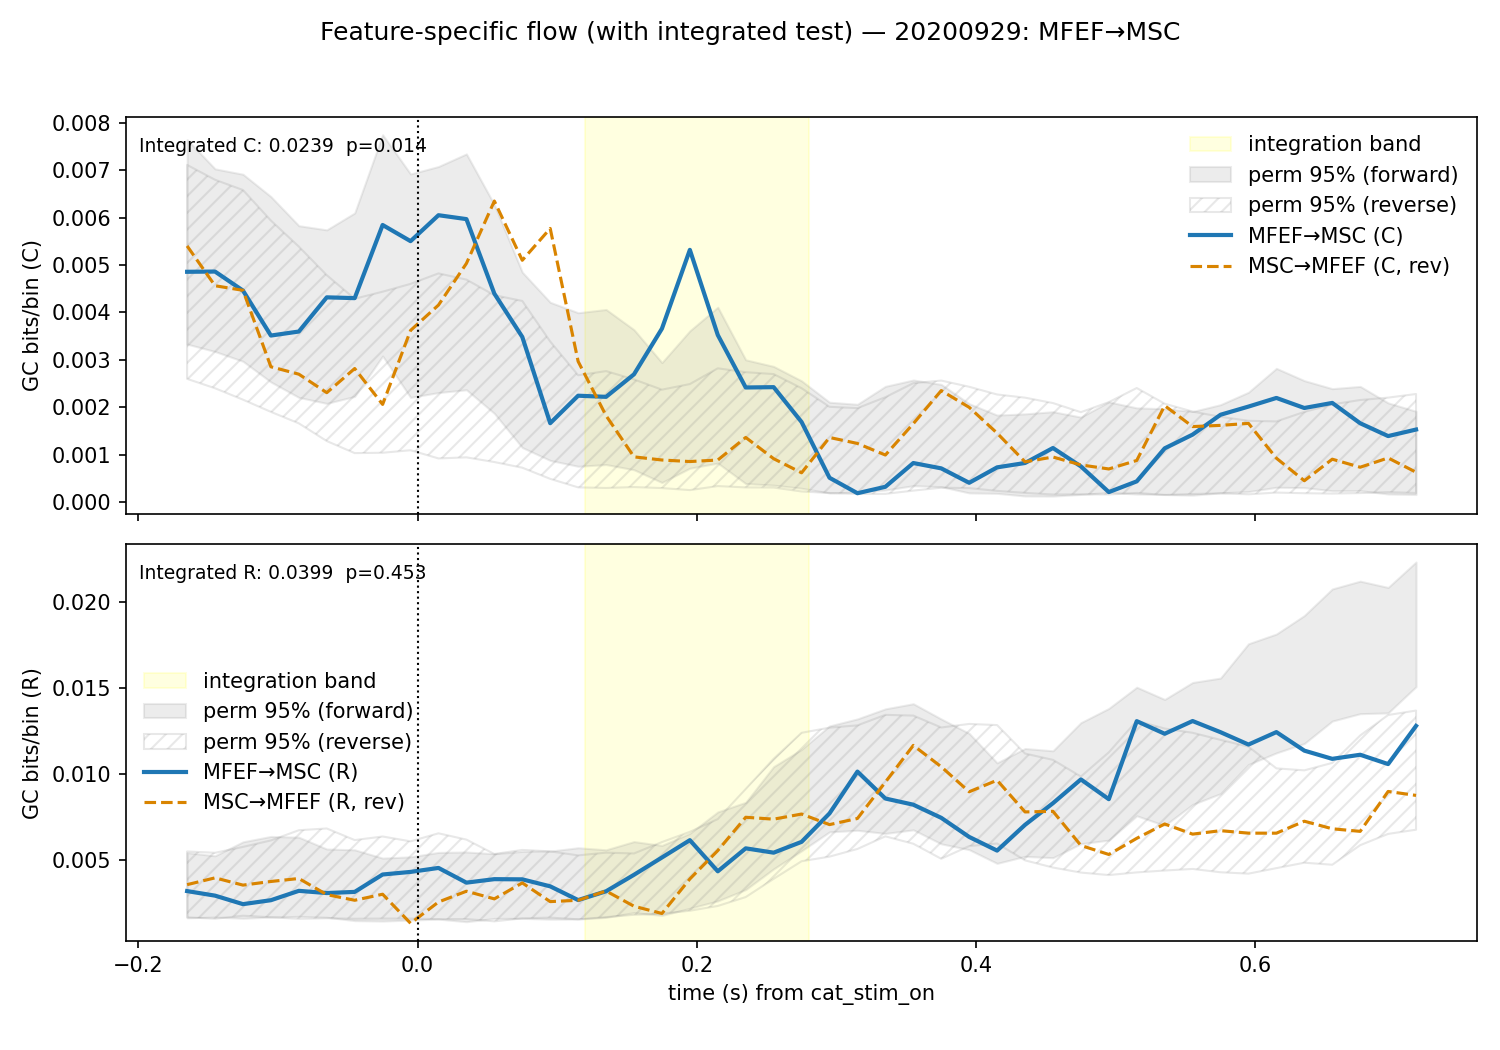 Feature-specific flow (with integrated test) — 20200929: MFEF→MSC
0.008
0.007
0.006
0.005
0.004
0.003
0.002
0.001
0.000
GC bits/bin (C)
Integrated C: 0.0239  p=0.014
integration band
perm 95% (forward)
perm 95% (reverse)
MFEF→MSC (C)
MSC→MFEF (C, rev)
0.020
0.015
0.010
0.005
GC bits/bin (R)
Integrated R: 0.0399  p=0.453
integration band
perm 95% (forward)
perm 95% (reverse)
MFEF→MSC (R)
MSC→MFEF (R, rev)
−0.2
0.0
0.2
0.4
0.6
time (s) from cat_stim_on